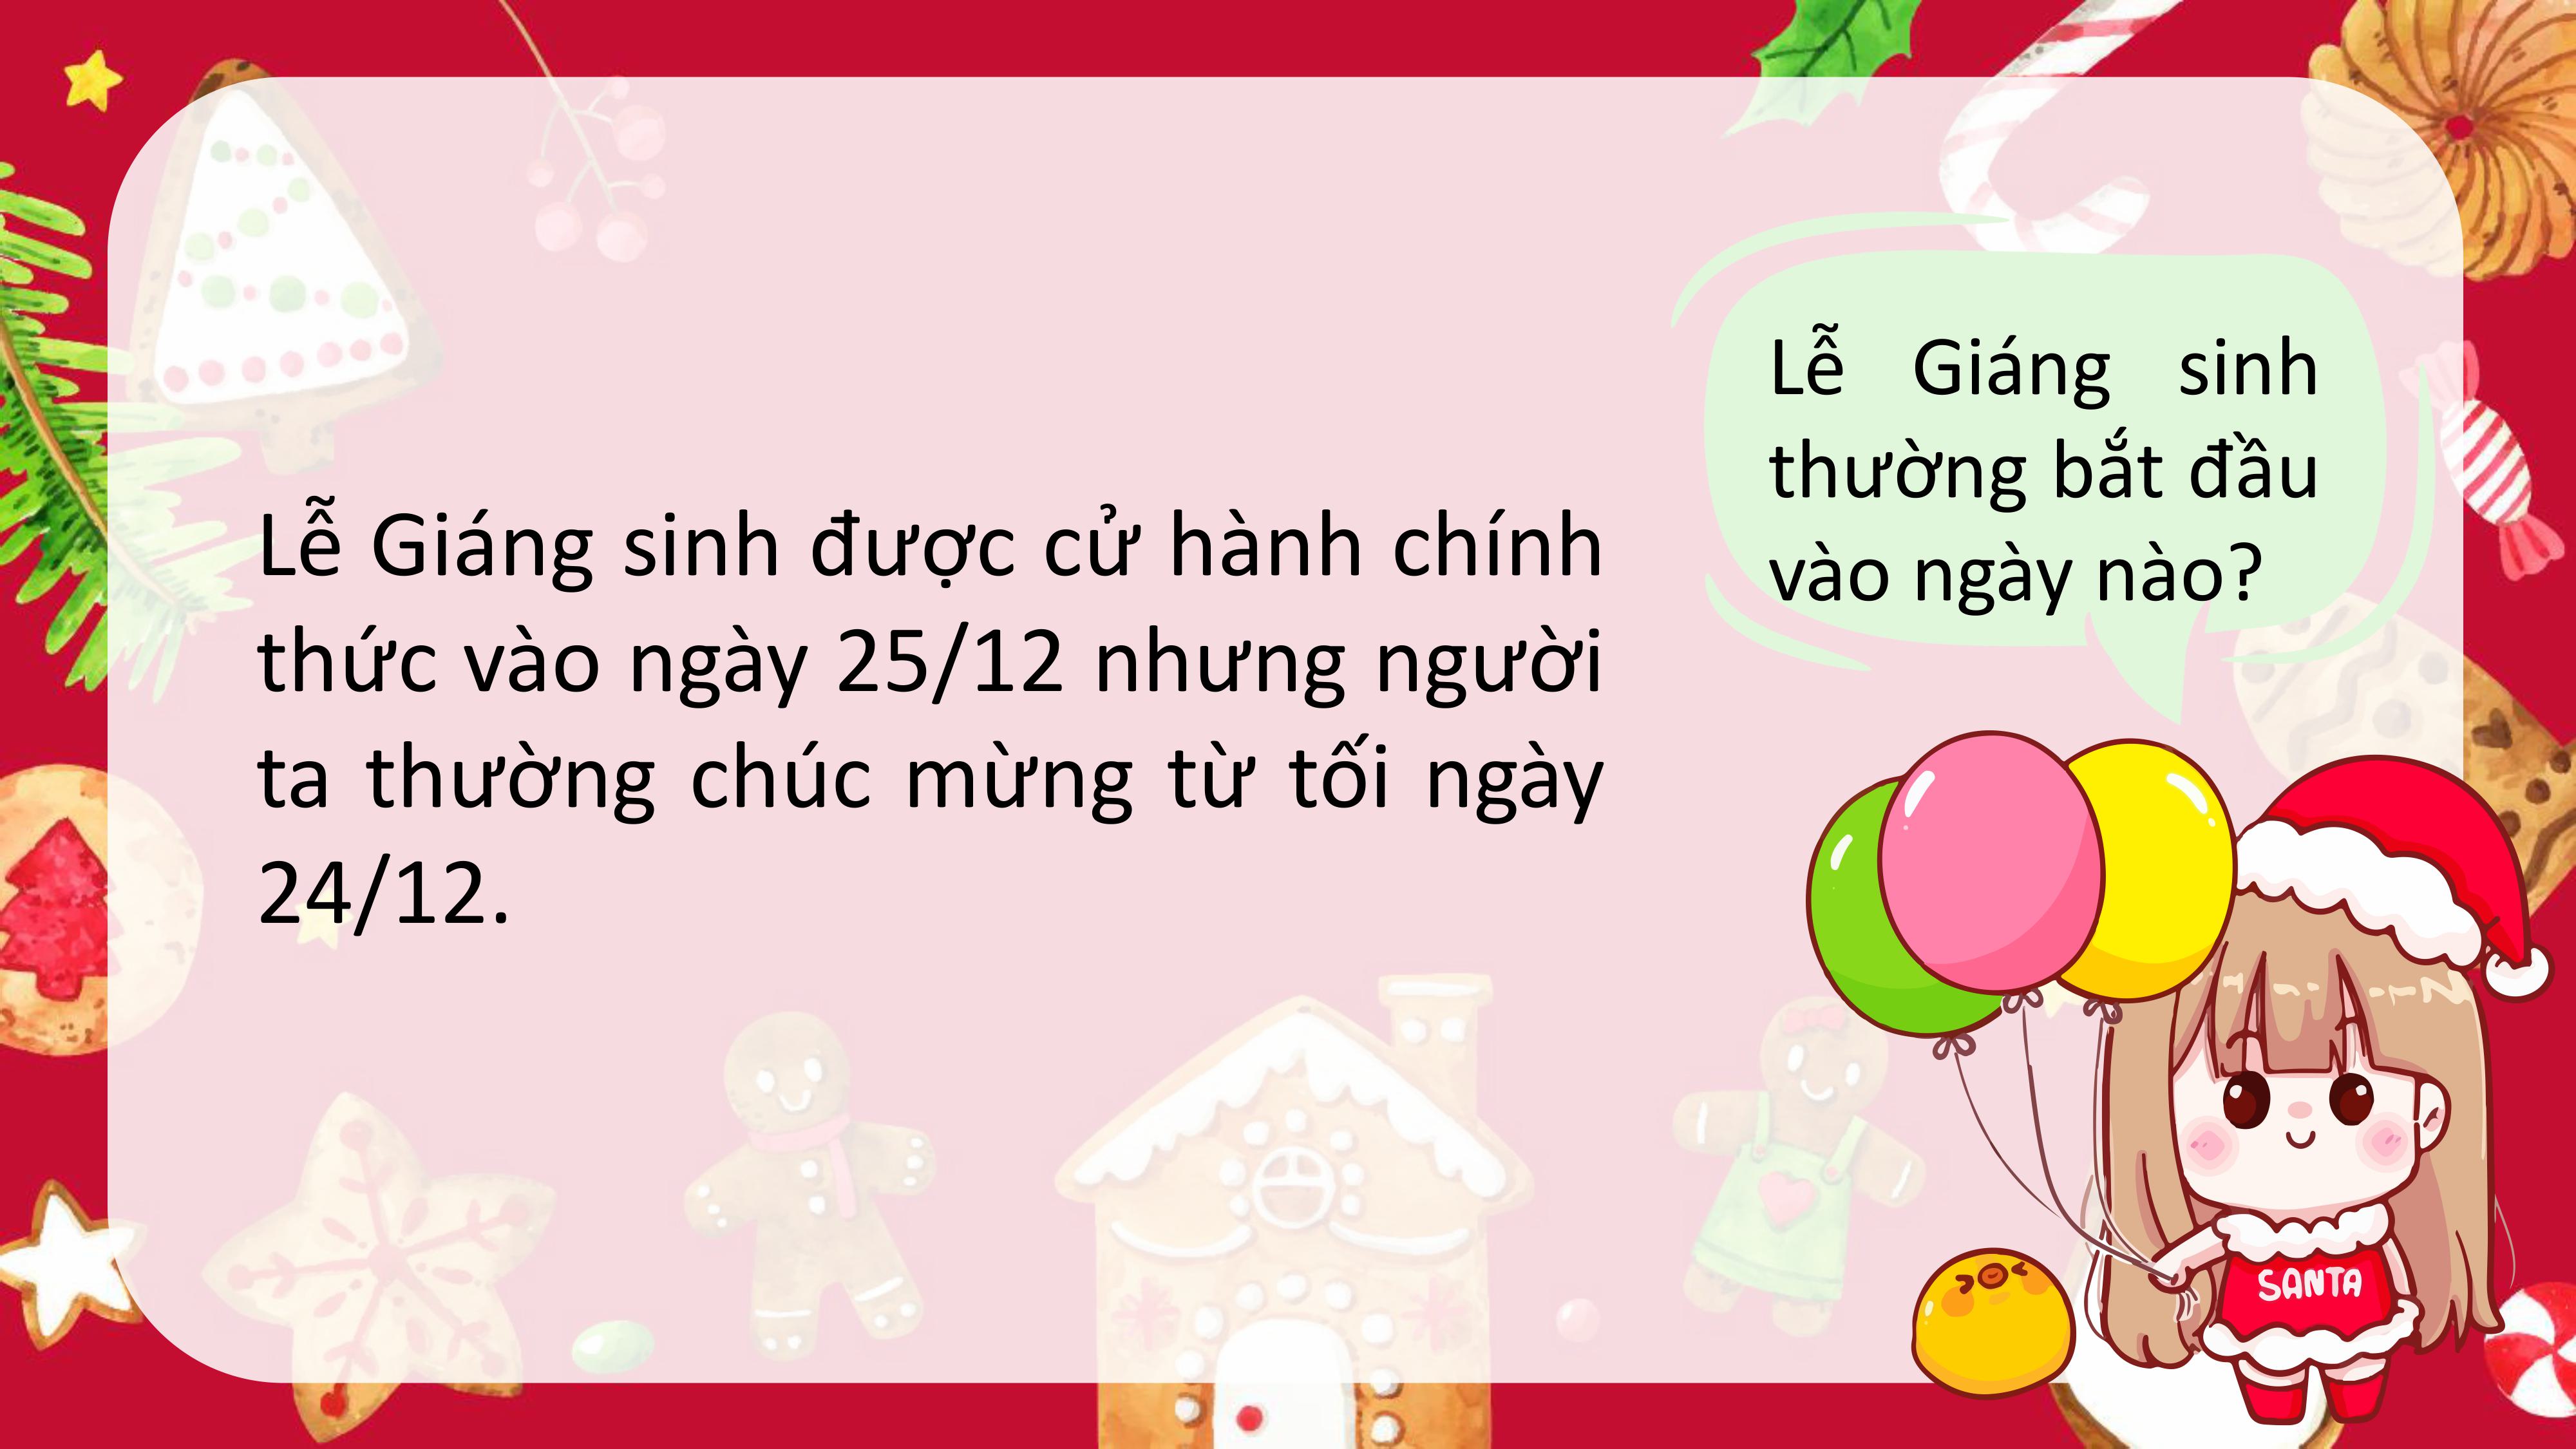 Lễ Giáng sinh
thường bắt đầu
vào ngày nào?
Lễ Giáng sinh được cử hành chính
thức vào ngày 25/12 nhưng người
ta thường chúc mừng từ tối ngày
24/12.
SANTA